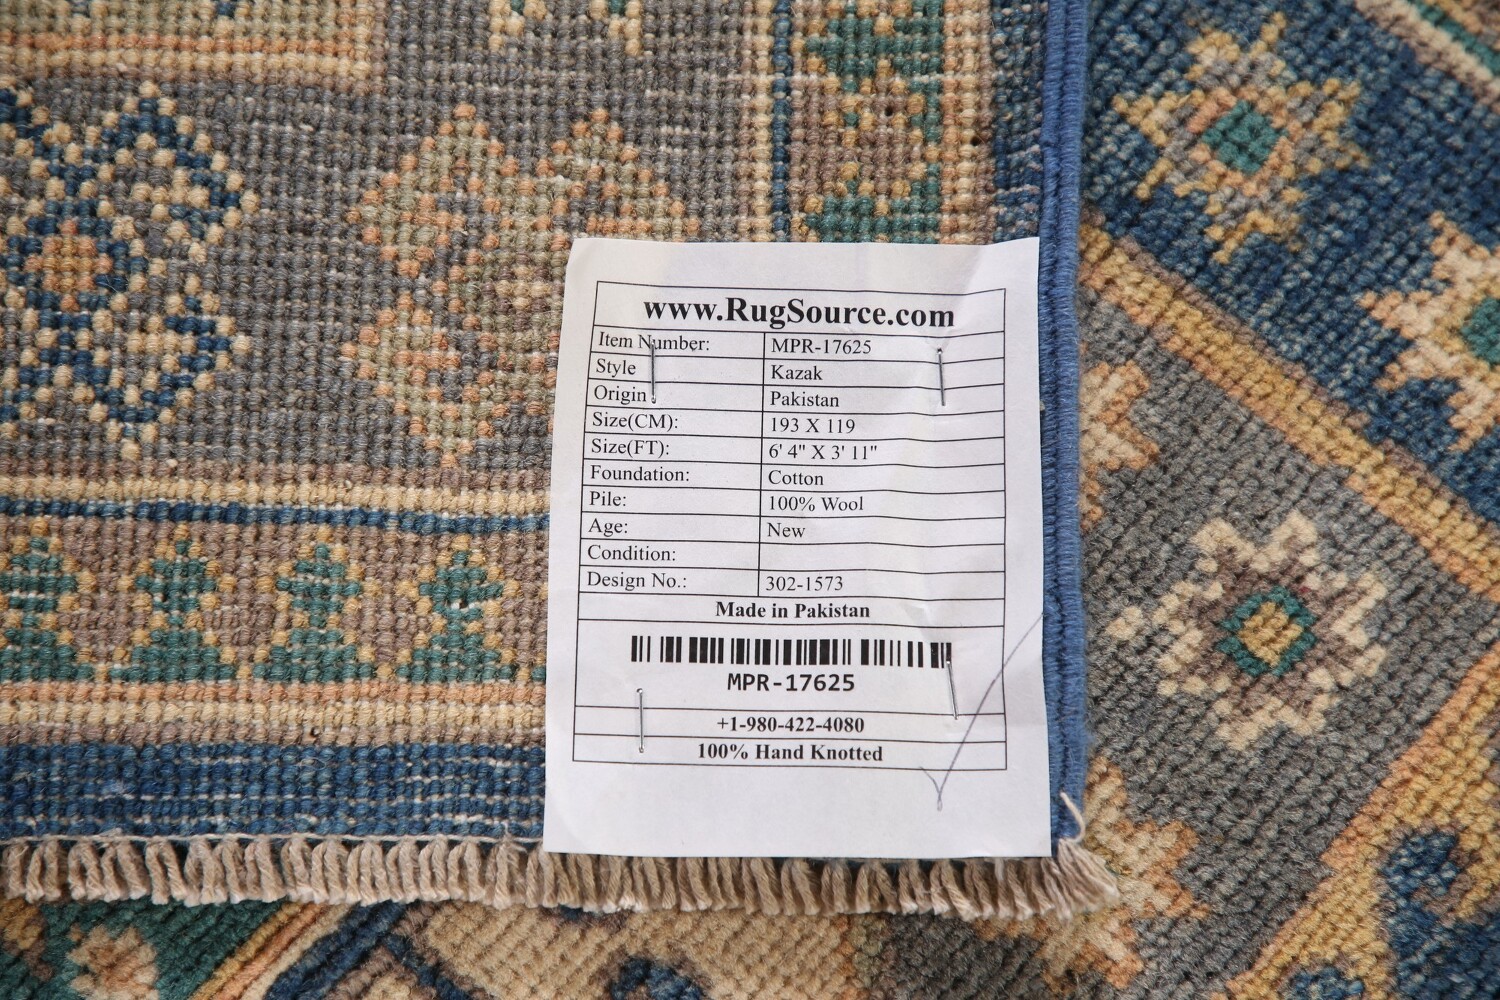 www.RugSource.com
Item Number: MPR-17625
Style Kazak
Origin Pakistan
Size(CM): 193 X 119
Size(FT): 6' 4" X 3' 11"
Foundation: Cotton
Pile: 100% Wool
Age: New
Condition:
Design No.: 302-1573
Made in Pakistan
MPR-17625
+1-980-422-4080
100% Hand Knotted